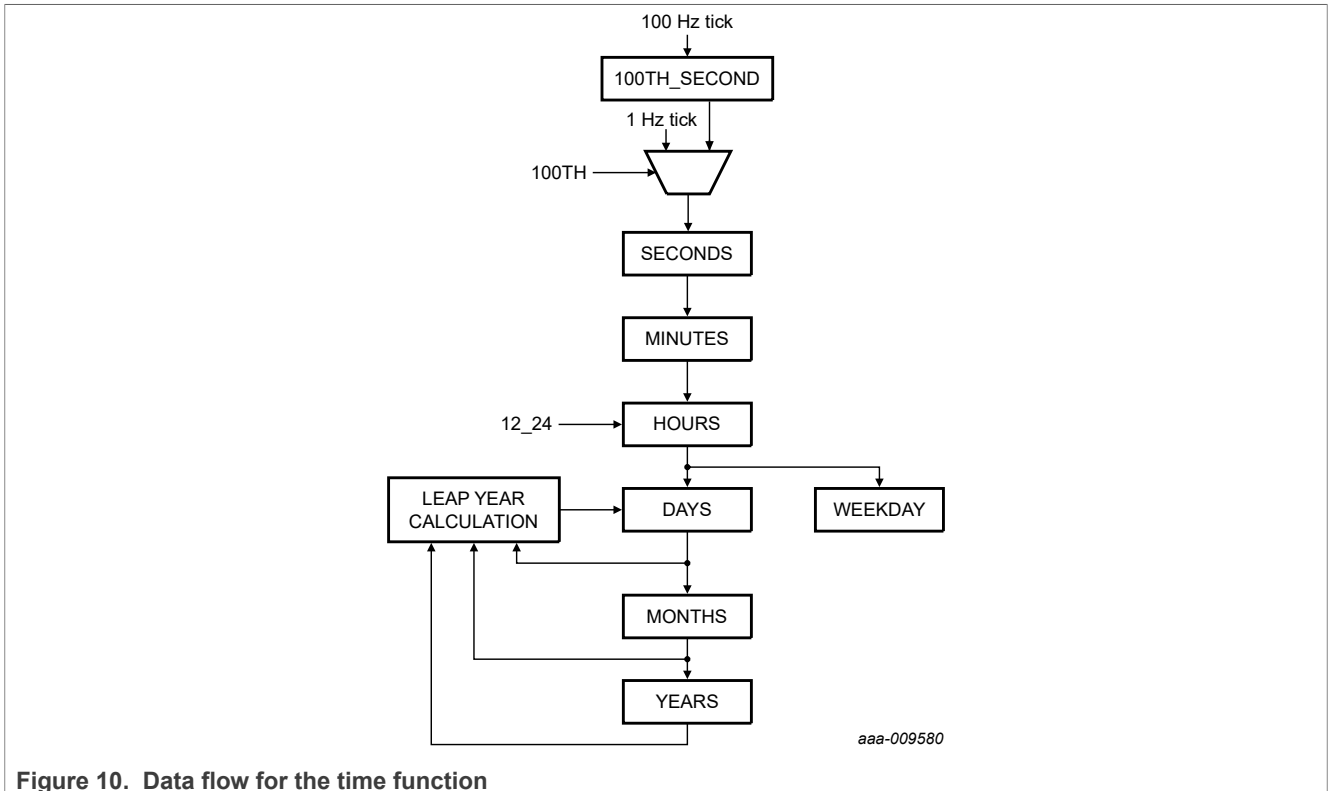 100 Hz tick
100TH_SECOND
1 Hz tick
100TH
SECONDS
MINUTES
12_24
HOURS
LEAP YEAR
CALCULATION
DAYS
WEEKDAY
MONTHS
YEARS
aaa-009580
Figure 10. Data flow for the time function